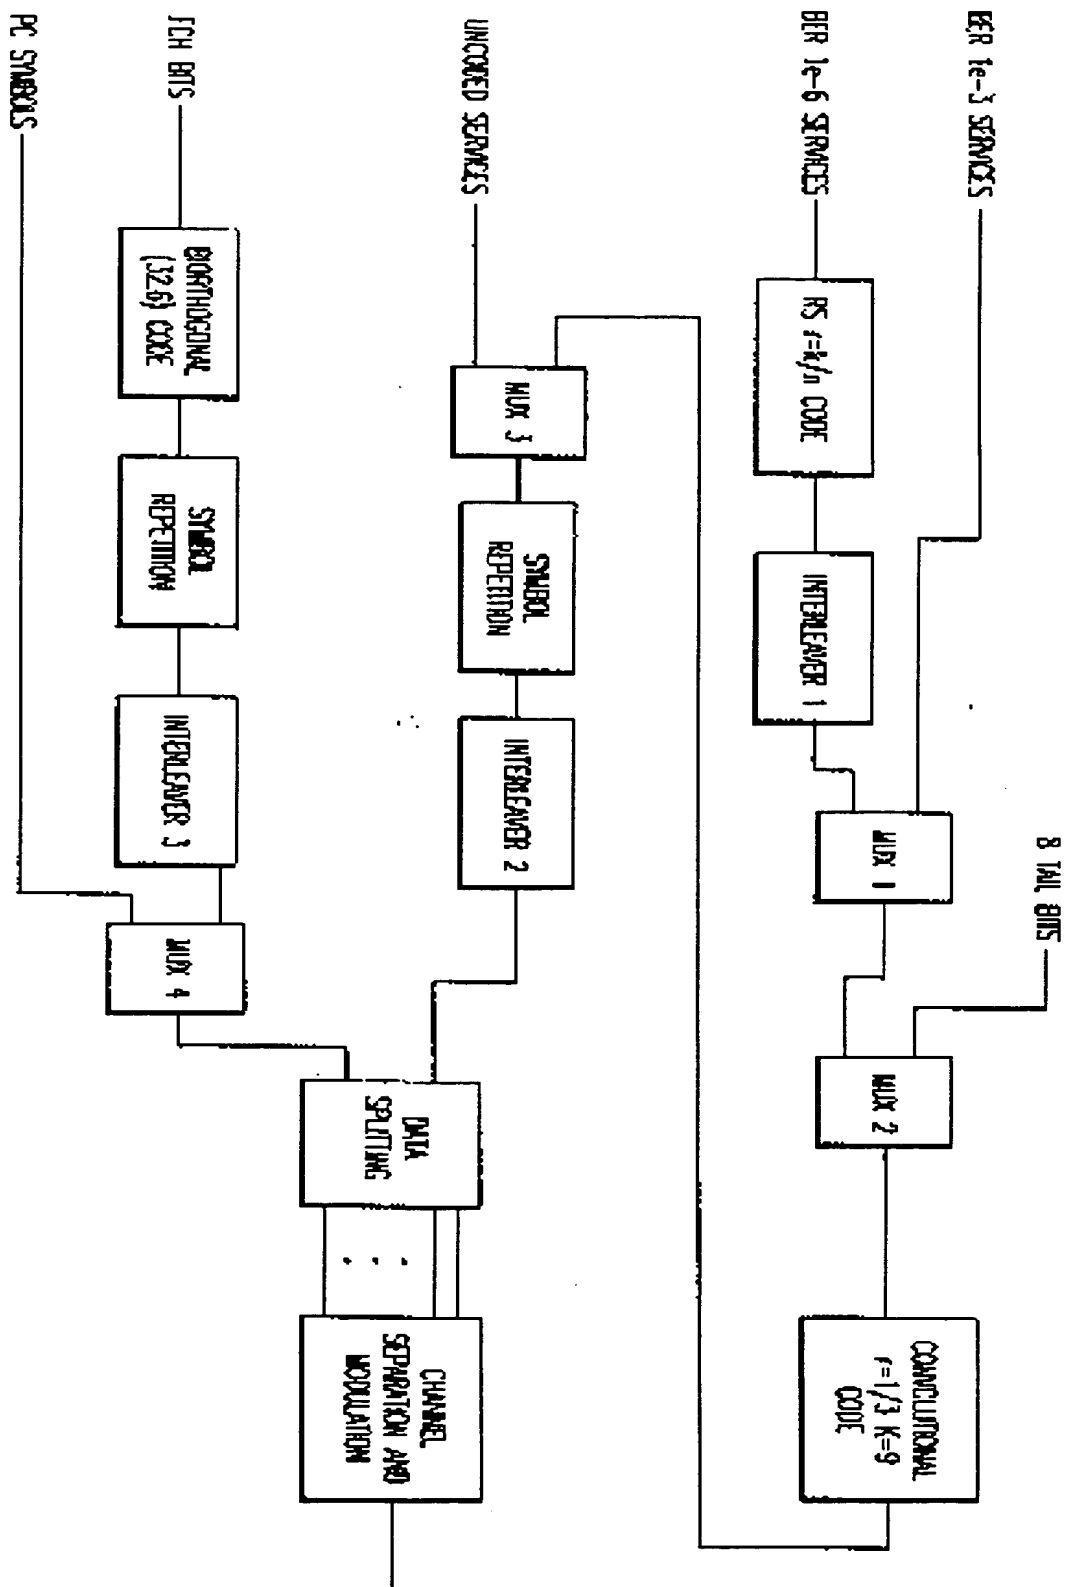 BER 1e-3 SERVICES
8 TAIL BITS
BER 1e-6 SERVICES
RS r=k/n CODE
INTERLEAVER 1
MUX 1
MUX 2
CONVOLUTIONAL
r=1/3 K=9
CODE
UNCODED SERVICES
MUX 3
SYMBOL
REPETITION
INTERLEAVER 2
DATA
SPLITTING
CHANNEL
SEPARATION AND
MODULATION
FCH BITS
BIORTHOGONAL
(32,6) CODE
SYMBOL
REPETITION
INTERLEAVER 3
MUX 4
PC SYMBOLS